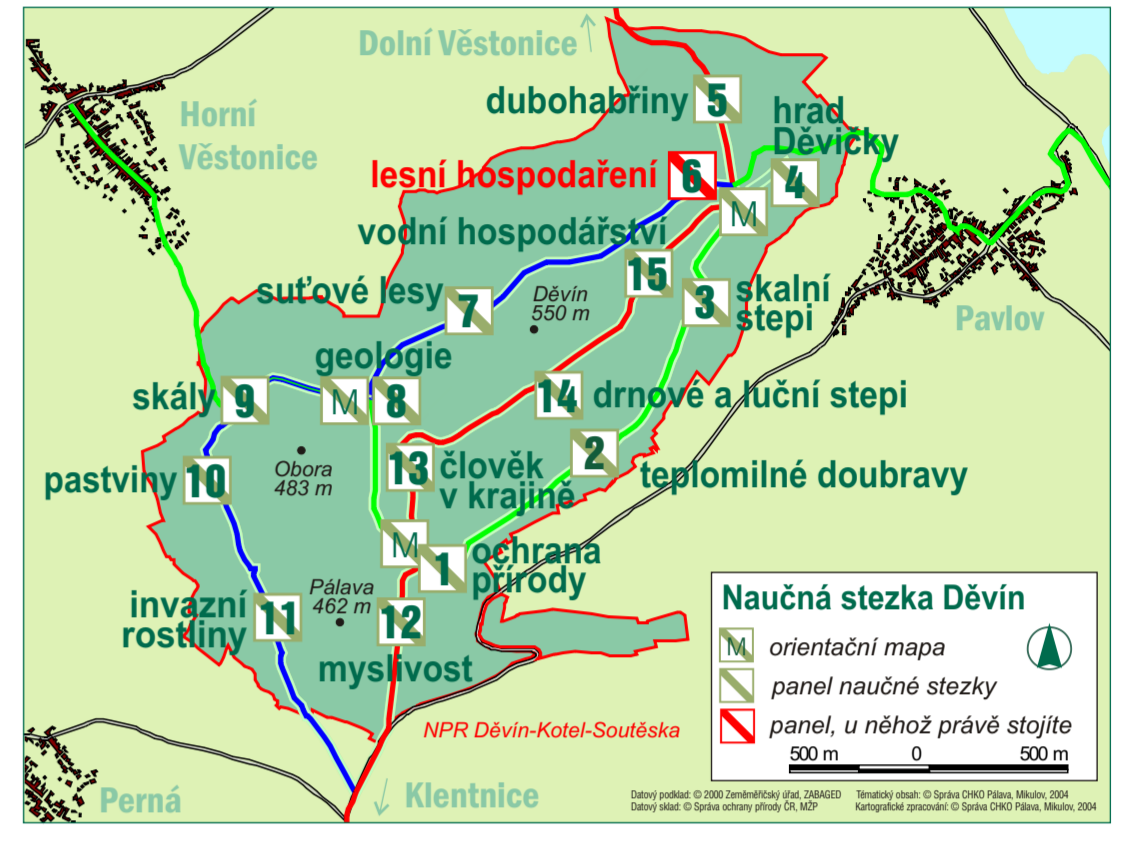 Dolní Věstonice
dubohabřiny
5
hrad
Děvičky
4
Horní
Věstonice
lesní hospodaření
6
M
vodní hospodářství
15
suťové lesy
7
Děvín
550 m
3
skalní
stepi
Pavlov
geologie
skály
9
M
8
14
drnové a luční stepi
pastviny
10
Obora
483 m
13
člověk
v krajině
2
teplomilné doubravy
M
1
ochrana
přírody
invazní
rostliny
11
Pálava
462 m
12
myslivost
NPR Děvín-Kotel-Soutěska
Perná
Klentnice
Naučná stezka Děvín
M
orientační mapa
panel naučné stezky
panel, u něhož právě stojíte
500 m 0 500 m
Datový podklad: © 2000 Zeměměřičský úřad, ZABAGED Tématický obsah: © Správa CHKO Pálava, Mikulov, 2004
Datový sklad: © Správa ochrany přírody ČR, MŽP Kartografické zpracování: © Správa CHKO Pálava, Mikulov, 2004